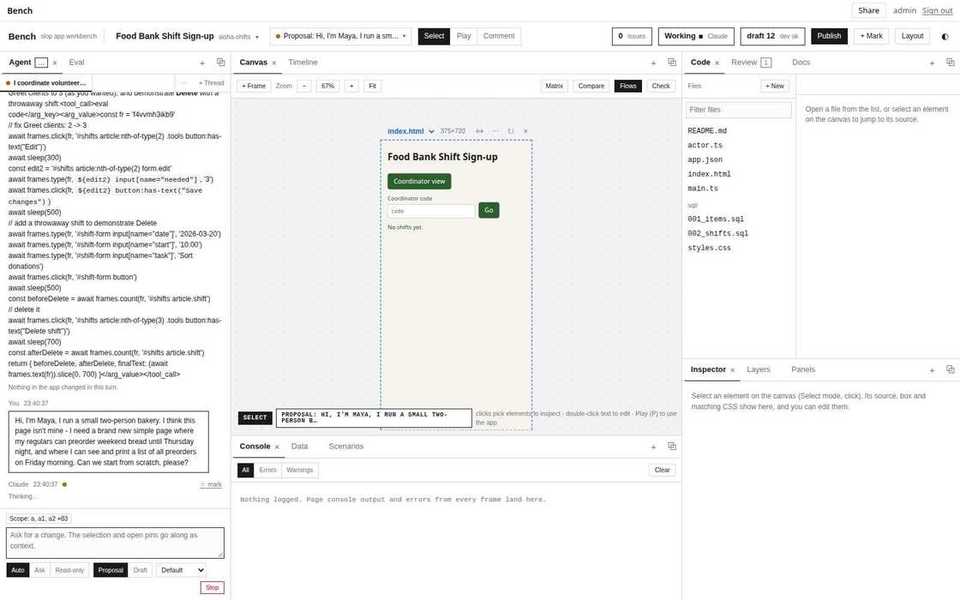 Bench
Share
admin
Sign out
Bench
slop app workbench
Food Bank Shift Sign-up
aloha-shifts
Proposal: Hi, I'm Maya, I run a sm…
Select
Play
Comment
0 issues
Working ■ Claude
draft 12 dev ok
Publish
+ Mark
Layout
Agent … ×
Eval
+
I coordinate volunteer…
···
+ Thread
Greet clients to 3 (as you wanted), and demonstrate Delete with a
throwaway shift.<tool_call>eval
code</arg_key><arg_value>const fr = 'f4vvmh3ikb9'
// fix Greet clients: 2 -> 3
await frames.click(fr, '#shifts article:nth-of-type(2) .tools button:has-
text("Edit")')
await sleep(300)
const edit2 = '#shifts article:nth-of-type(2) form.edit'
await frames.type(fr, `${edit2} input[name="needed"]`, '3')
await frames.click(fr, `${edit2} button:has-text("Save
changes")`)
await sleep(500)
// add a throwaway shift to demonstrate Delete
await frames.type(fr, '#shift-form input[name="date"]', '2026-03-20')
await frames.type(fr, '#shift-form input[name="start"]', '10:00')
await frames.type(fr, '#shift-form input[name="task"]', 'Sort
donations')
await frames.click(fr, '#shift-form button')
await sleep(500)
const beforeDelete = await frames.count(fr, '#shifts article.shift')
// delete it
await frames.click(fr, '#shifts article:nth-of-type(3) .tools button:has-
text("Delete shift")')
await sleep(700)
const afterDelete = await frames.count(fr, '#shifts article.shift')
return { beforeDelete, afterDelete, finalText: (await
frames.text(fr)).slice(0, 700) }</arg_value></tool_call>
Nothing in the app changed in this turn.
You 23:40:37
Hi, I'm Maya, I run a small two-person bakery. I think this
page isn't mine - I need a brand new simple page where
my regulars can preorder weekend bread until Thursday
night, and where I can see and print a list of all preorders
on Friday morning. Can we start from scratch, please?
Claude 23:40:37
mark
Thinking…
Scope: a, a1, a2 +83
Ask for a change. The selection and open pins go along as
context.
Auto
Ask
Read-only
Proposal
Draft
Default
Stop
Canvas ×
Timeline
+
+ Frame
Zoom
−
67%
+
Fit
Matrix
Compare
Flows
Check
index.html
375×720
Food Bank Shift Sign-up
Coordinator view
Coordinator code
code
Go
No shifts yet.
SELECT
PROPOSAL: HI, I'M MAYA, I RUN A SMALL TWO-
PERSON B…
clicks pick elements to inspect · double-click text to edit · Play (P) to use
the app
Console ×
Data
Scenarios
+
All
Errors
Warnings
Clear
Nothing logged. Page console output and errors from every frame land here.
Code ×
Review 1
Docs
+
Files
+ New
Filter files
README.md
actor.ts
app.json
index.html
main.ts
sql
001_items.sql
002_shifts.sql
styles.css
Open a file from the list, or select an element
on the canvas to jump to its source.
Inspector ×
Layers
Panels
+
Select an element on the canvas (Select mode, click). Its source, box and
matching CSS show here, and you can edit them.